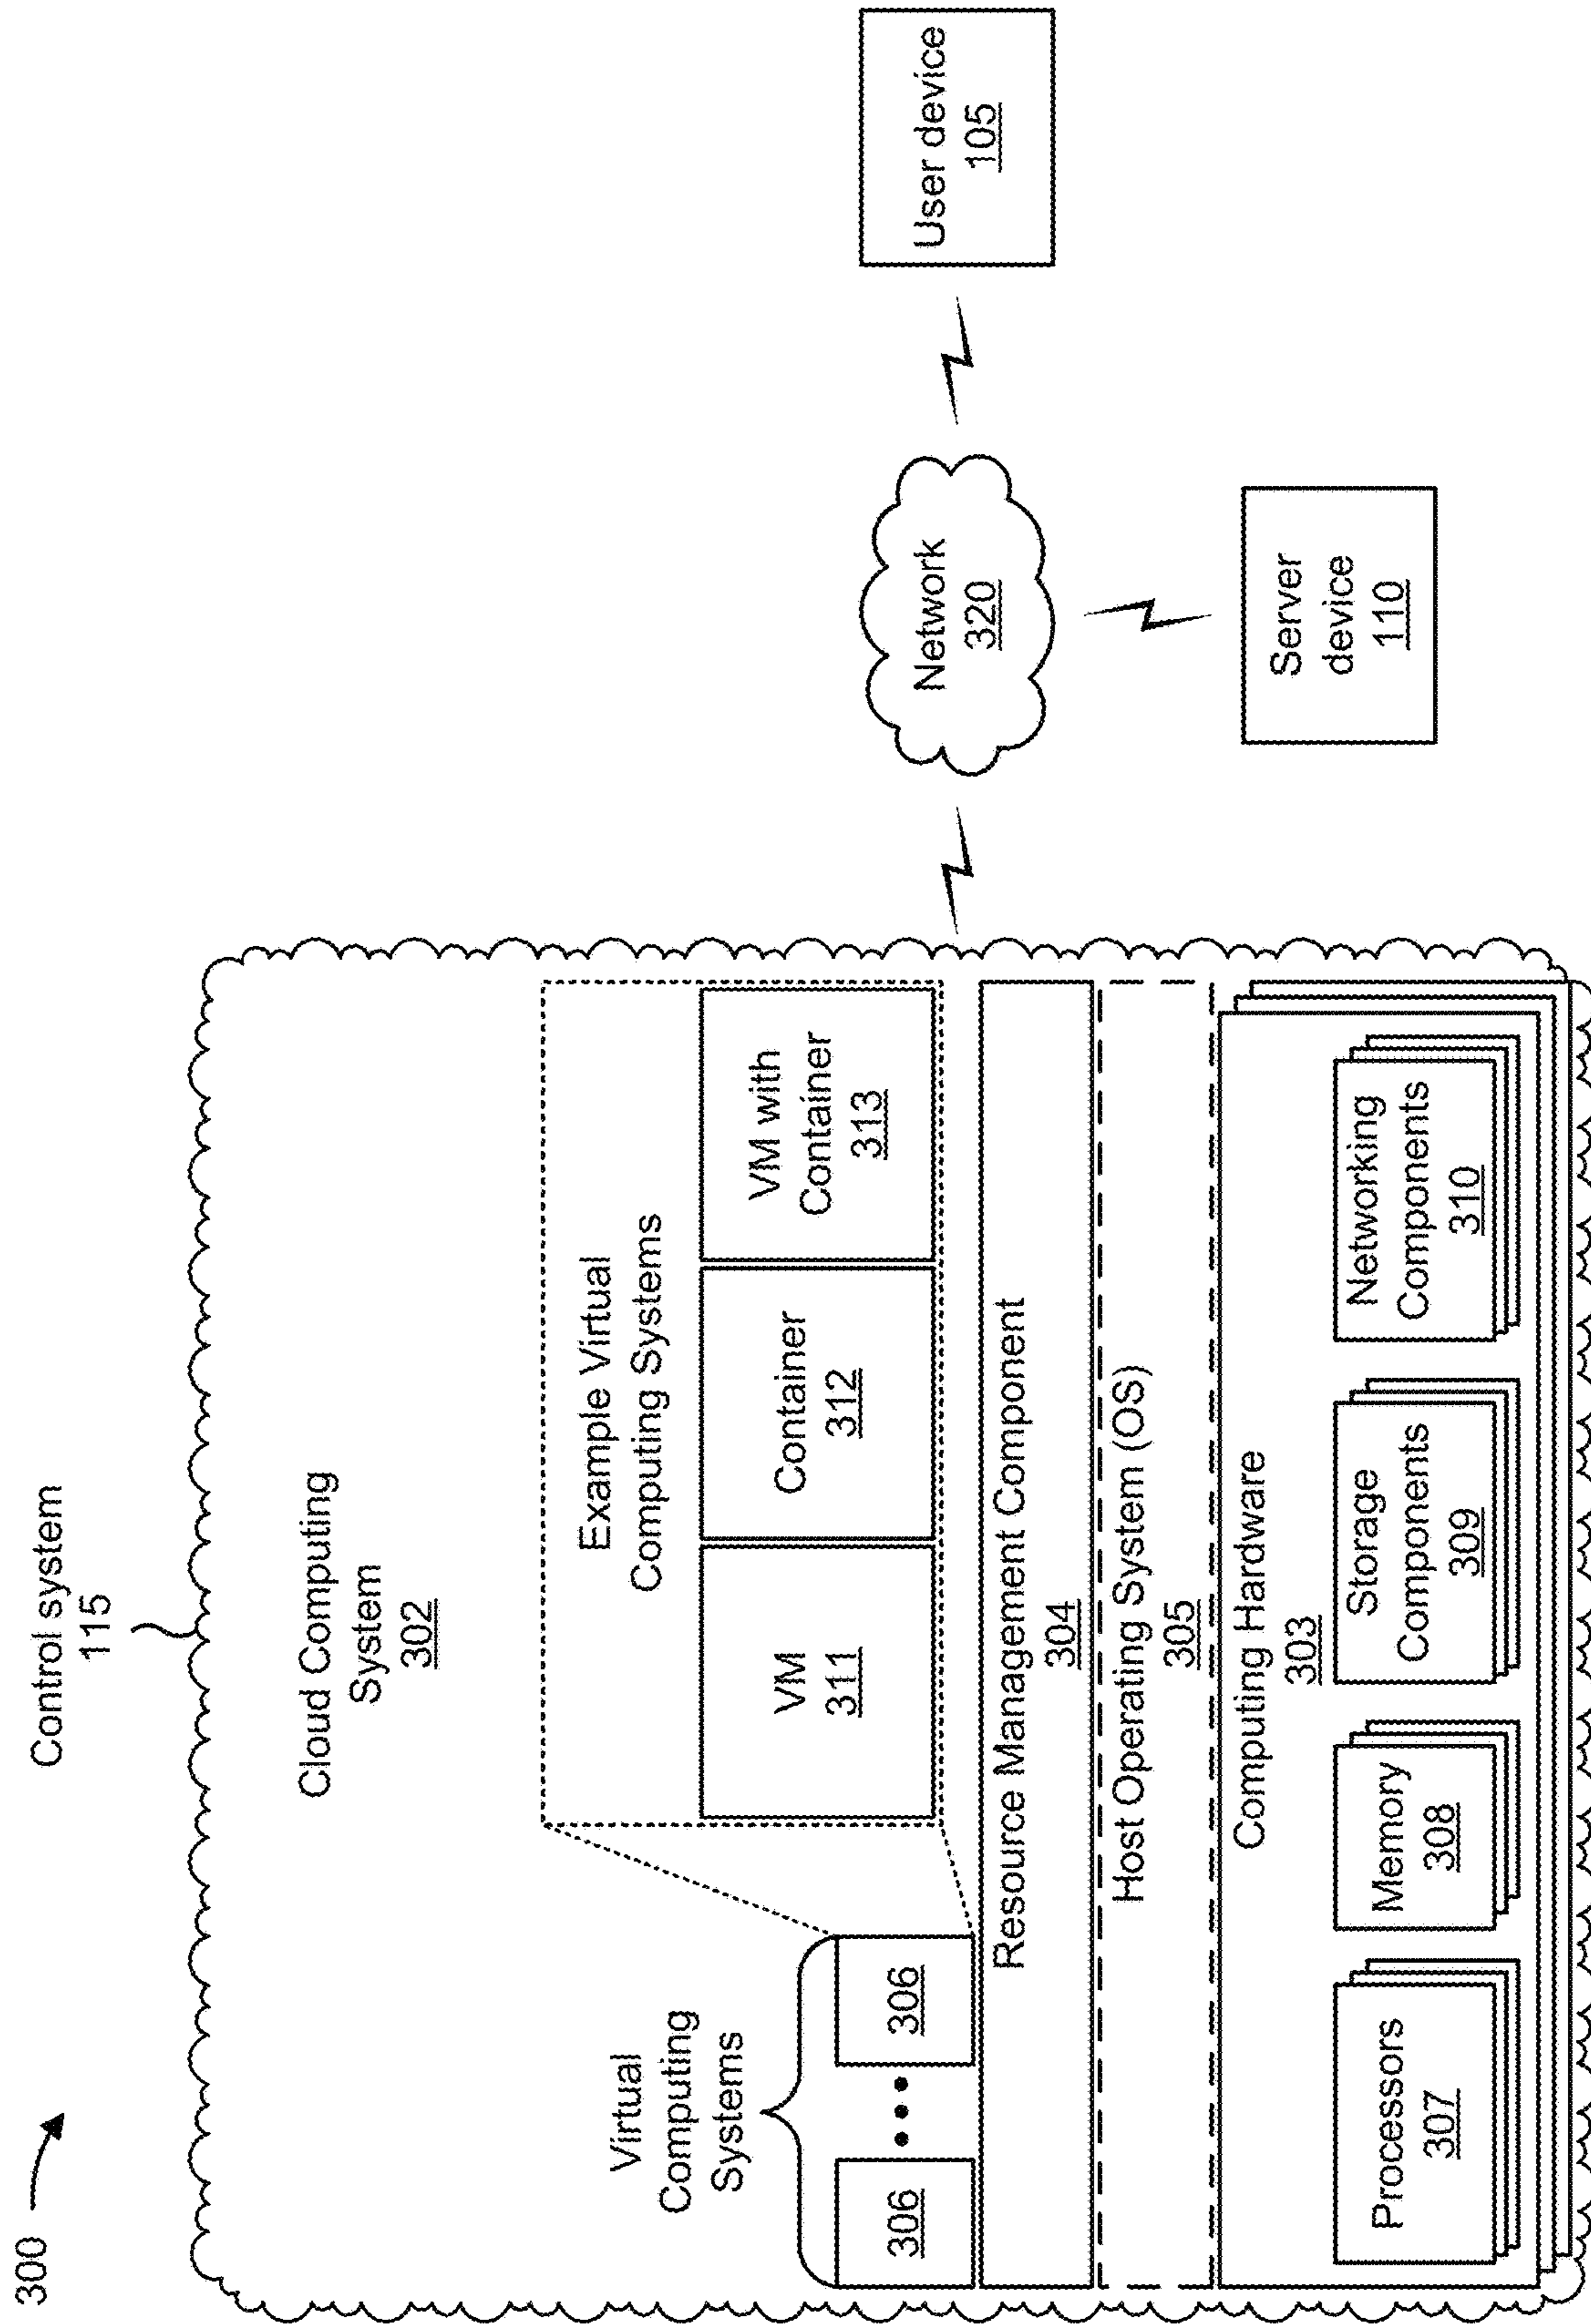 300
Control system
115
Cloud Computing
System
302
Virtual
Computing
Systems
306
306
Example Virtual
Computing Systems
VM
311
Container
312
VM with
Container
313
Resource Management Component
304
Host Operating System (OS)
305
Computing Hardware
303
Processors
307
Memory
308
Storage
Components
309
Networking
Components
310
Network
320
Server
device
110
User device
105